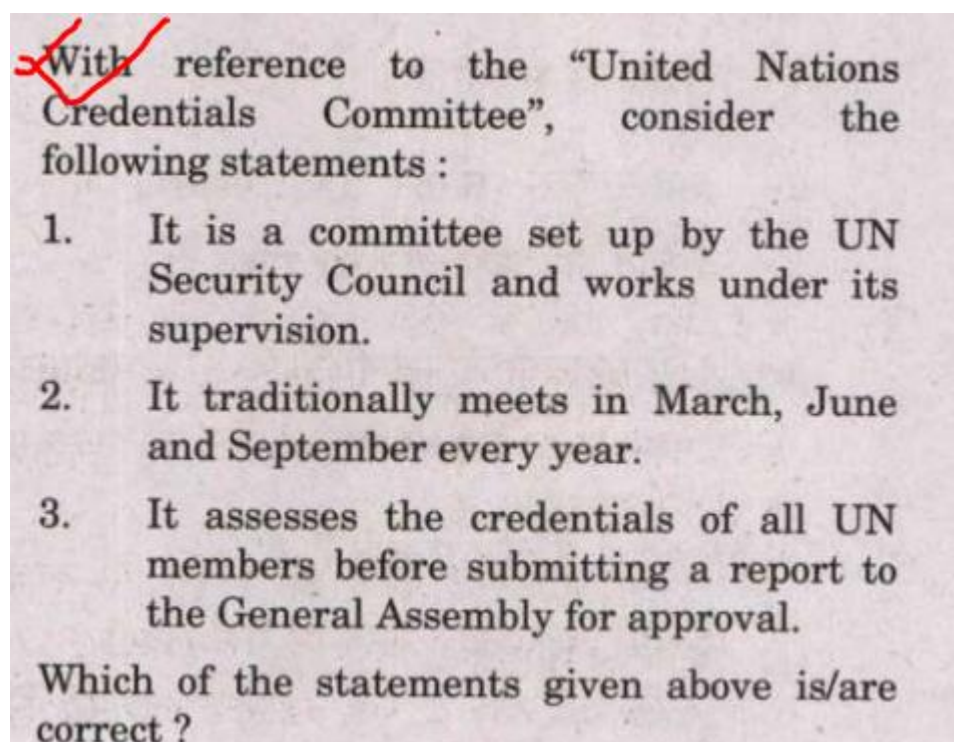 With reference to the “United Nations
Credentials Committee”, consider the
following statements :
1. It is a committee set up by the UN
Security Council and works under its
supervision.
2. It traditionally meets in March, June
and September every year.
3. It assesses the credentials of all UN
members before submitting a report to
the General Assembly for approval.
Which of the statements given above is/are
correct ?